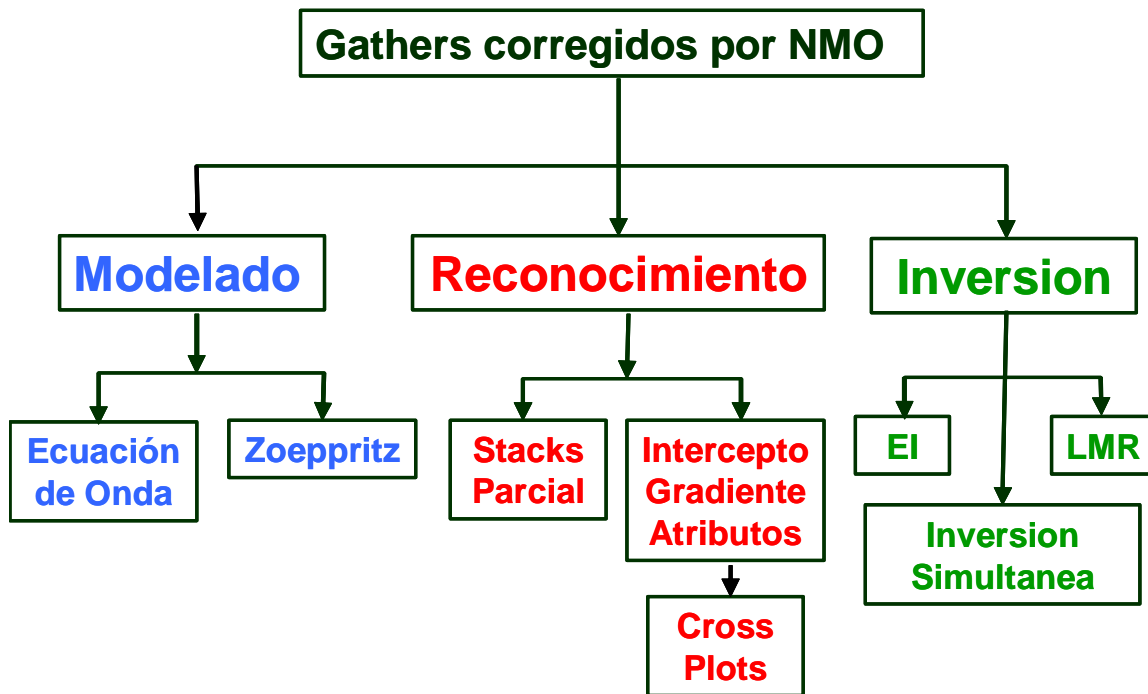 Gathers corregidos por NMO
Modelado
Reconocimiento
Inversion
Ecuación
de Onda
Zoeppritz
Stacks
Parcial
Intercepto
Gradiente
Atributos
EI
LMR
Inversion
Simultanea
Cross
Plots